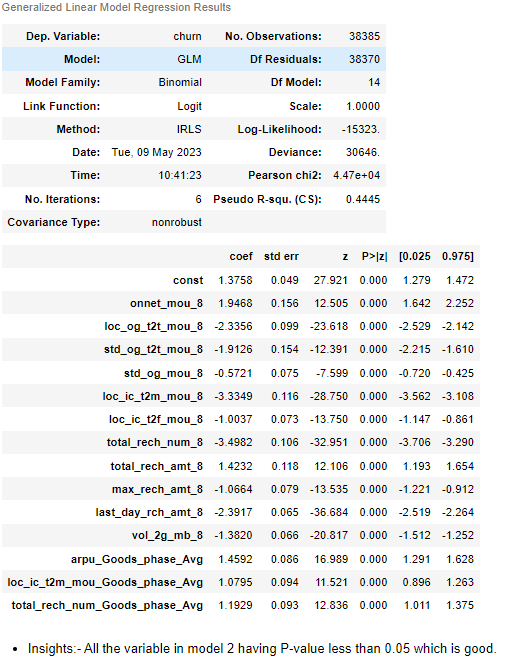 Generalized Linear Model Regression Results
Dep. Variable: churn No. Observations: 38385
Model: GLM Df Residuals: 38370
Model Family: Binomial Df Model: 14
Link Function: Logit Scale: 1.0000
Method: IRLS Log-Likelihood: -15323.
Date: Tue, 09 May 2023 Deviance: 30646.
Time: 10:41:23 Pearson chi2: 4.47e+04
No. Iterations: 6 Pseudo R-squ. (CS): 0.4445
Covariance Type: nonrobust
coef std err z P>|z| [0.025 0.975]
const 1.3758 0.049 27.921 0.000 1.279 1.472
onnet_mou_8 1.9468 0.156 12.505 0.000 1.642 2.252
loc_og_t2t_mou_8 -2.3356 0.099 -23.618 0.000 -2.529 -2.142
std_og_t2t_mou_8 -1.9126 0.154 -12.391 0.000 -2.215 -1.610
std_og_mou_8 -0.5721 0.075 -7.599 0.000 -0.720 -0.425
loc_ic_t2m_mou_8 -3.3349 0.116 -28.750 0.000 -3.562 -3.108
loc_ic_t2f_mou_8 -1.0037 0.073 -13.750 0.000 -1.147 -0.861
total_rech_num_8 -3.4982 0.106 -32.951 0.000 -3.706 -3.290
total_rech_amt_8 1.4232 0.118 12.106 0.000 1.193 1.654
max_rech_amt_8 -1.0664 0.079 -13.535 0.000 -1.221 -0.912
last_day_rch_amt_8 -2.3917 0.065 -36.684 0.000 -2.519 -2.264
vol_2g_mb_8 -1.3820 0.066 -20.817 0.000 -1.512 -1.252
arpu_Goods_phase_Avg 1.4592 0.086 16.989 0.000 1.291 1.628
loc_ic_t2m_mou_Goods_phase_Avg 1.0795 0.094 11.521 0.000 0.896 1.263
total_rech_num_Goods_phase_Avg 1.1929 0.093 12.836 0.000 1.011 1.375
• Insights:- All the variable in model 2 having P-value less than 0.05 which is good.